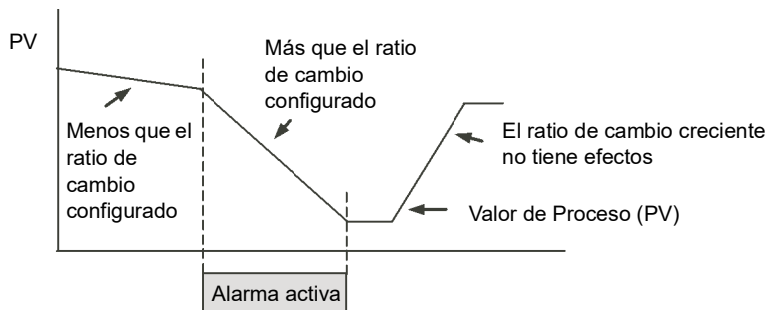 PV
Más que el ratio
de cambio
configurado
Menos que el
ratio de
cambio
configurado
El ratio de cambio creciente
no tiene efectos
Valor de Proceso (PV)
Alarma activa